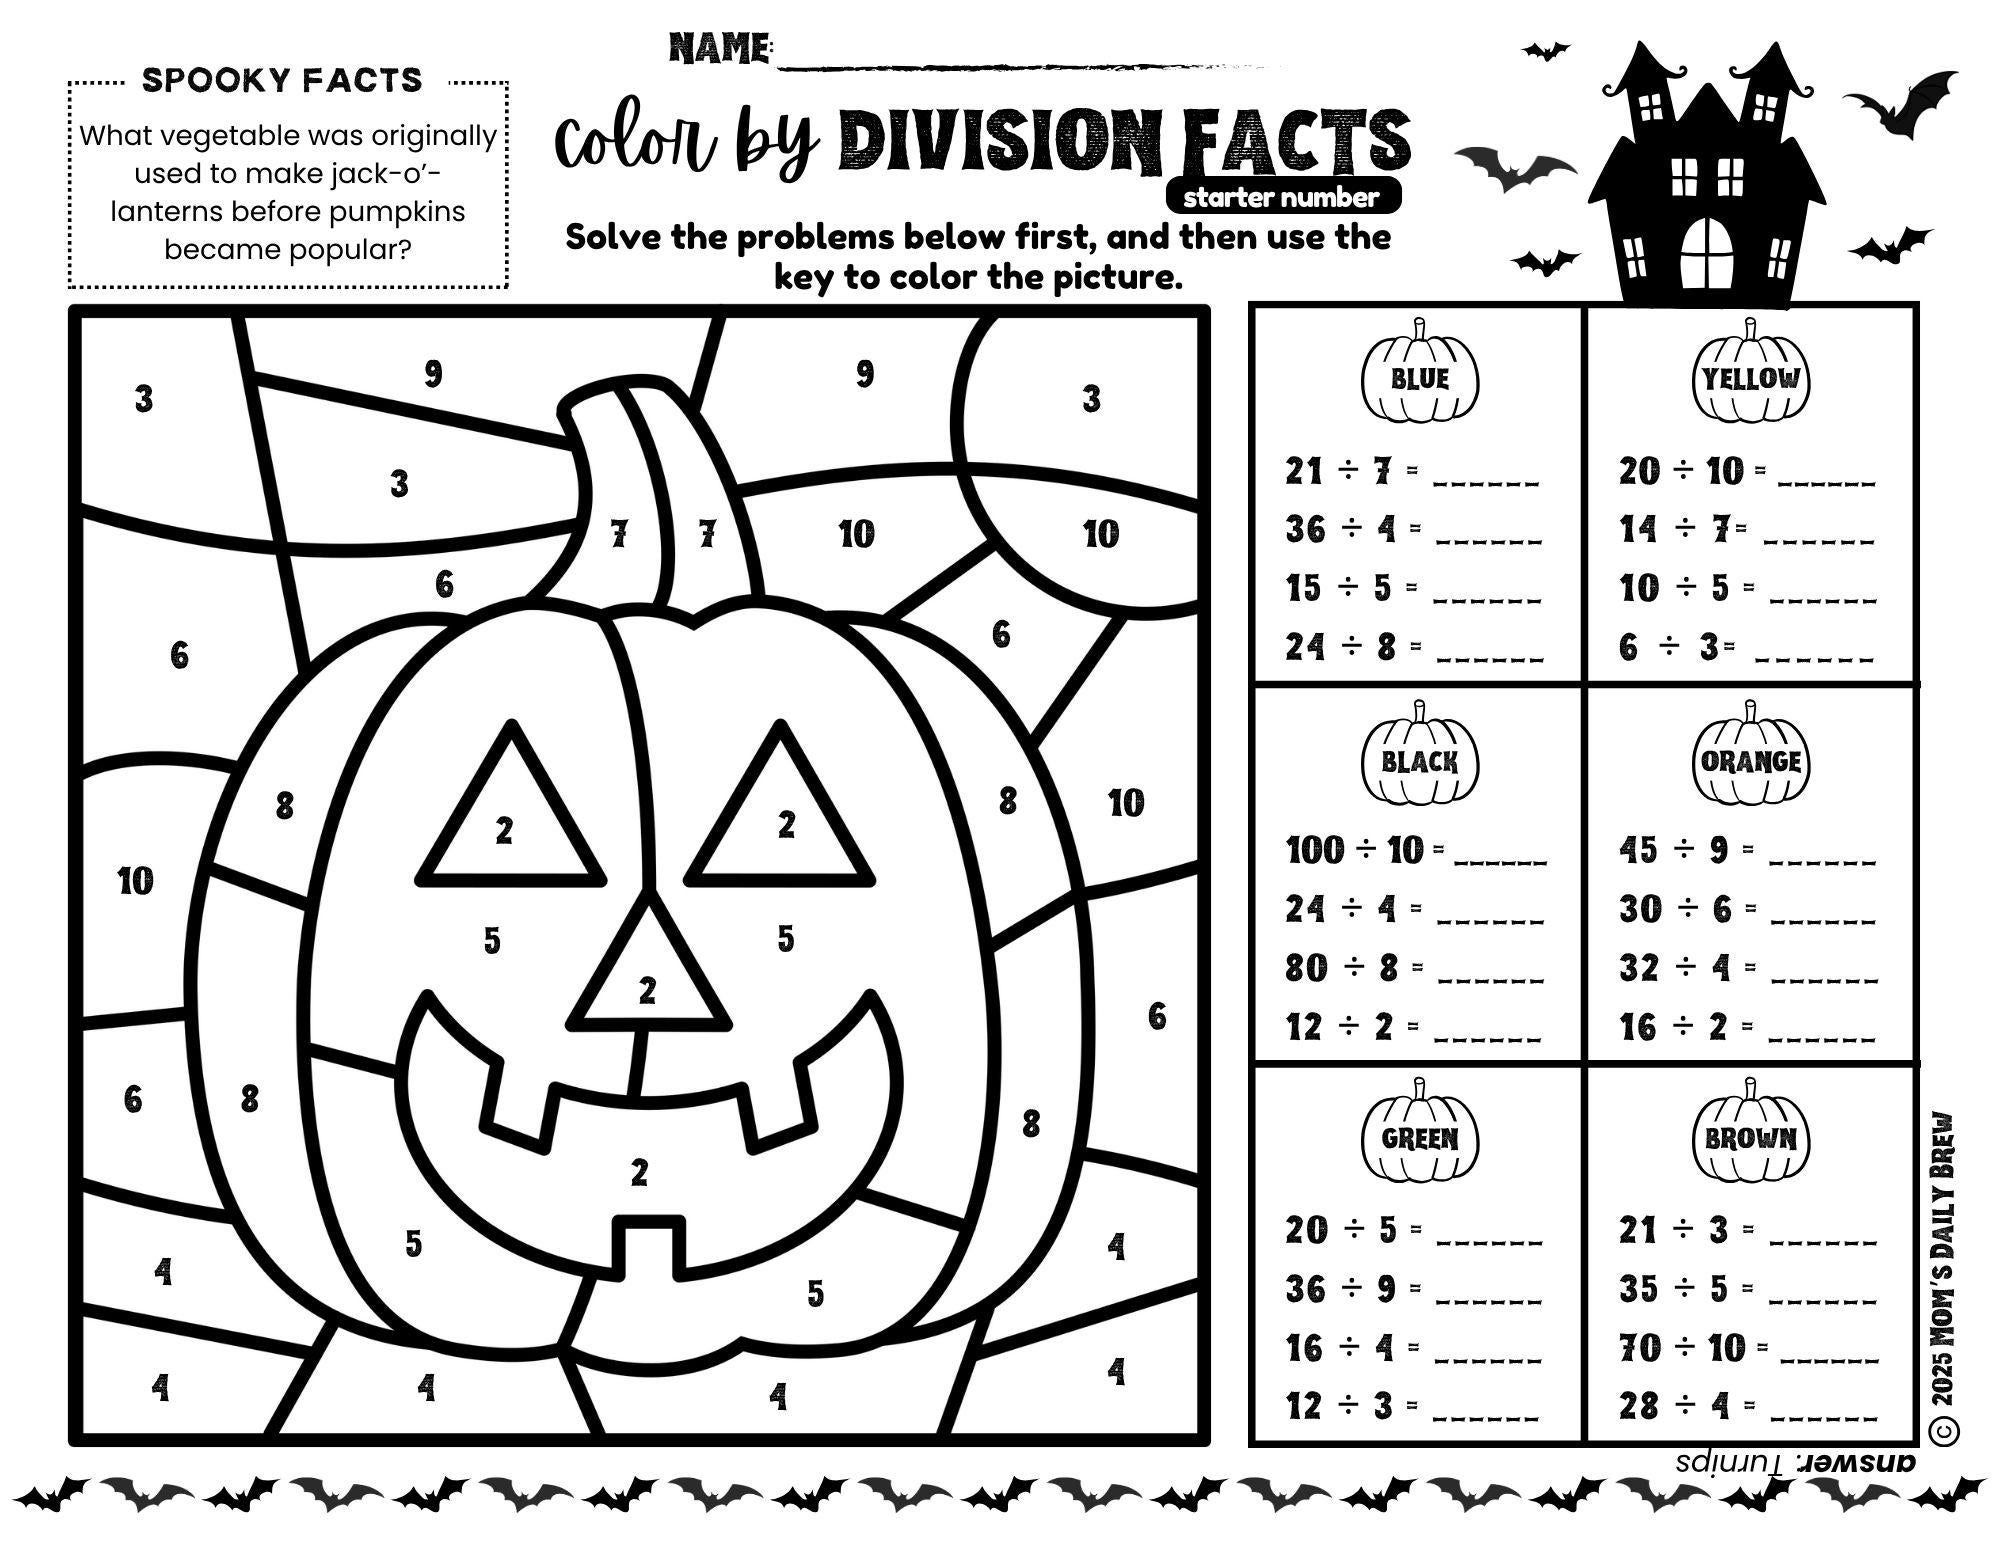 NAME:
SPOOKY FACTS
What vegetable was originally
used to make jack-o’-
lanterns before pumpkins
became popular?
color by DIVISION FACTS
starter number
Solve the problems below first, and then use the
key to color the picture.
3
9
9
3
3
7
7
10
10
6
6
6
8
2
2
8
10
10
5
5
2
6
6
8
8
2
4
5
5
4
4
4
4
4
BLUE
21 ÷ 7 = ______
36 ÷ 4 = ______
15 ÷ 5 = ______
24 ÷ 8 = ______
YELLOW
20 ÷ 10 = ______
14 ÷ 7= ______
10 ÷ 5 = ______
6 ÷ 3= ______
BLACK
100 ÷ 10 = ______
24 ÷ 4 = ______
80 ÷ 8 = ______
12 ÷ 2 = ______
ORANGE
45 ÷ 9 = ______
30 ÷ 6 = ______
32 ÷ 4 = ______
16 ÷ 2 = ______
GREEN
20 ÷ 5 = ______
36 ÷ 9 = ______
16 ÷ 4 = ______
12 ÷ 3 = ______
BROWN
21 ÷ 3 = ______
35 ÷ 5 = ______
70 ÷ 10 = ______
28 ÷ 4 = ______
© 2025 MOM'S DAILY BREW
answer: Turnips